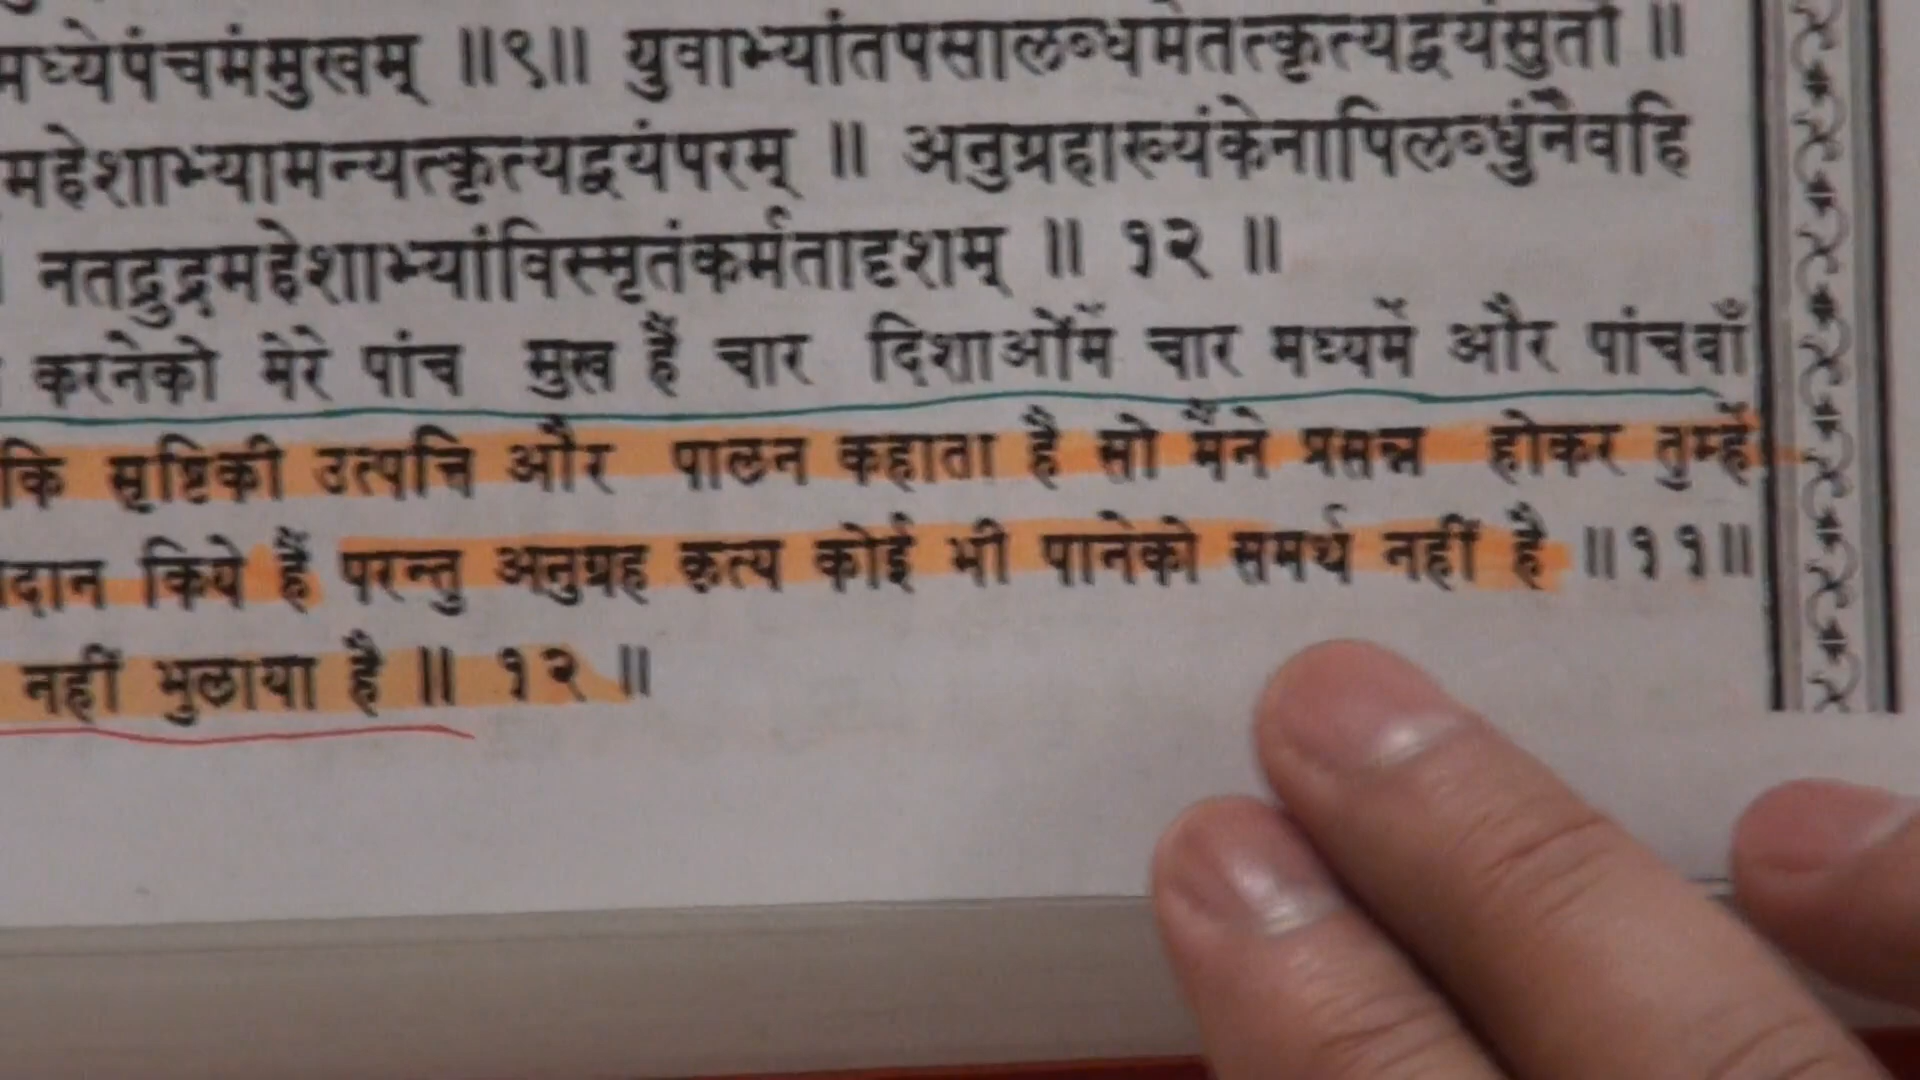 मध्येपंचमंमुखम् ॥९॥ युवाभ्यांतपसालब्धमेतत्कृत्यद्वयंसुतौ ॥
महेशाभ्यामन्यत्कृत्यद्वयंपरम् ॥ अनुग्रहाख्यंकेनापिलब्धुंनैवहि
नतद्रुद्रमहेशाभ्यांविस्मृतंकर्मतादृशम् ॥ १२ ॥
करनेको मेरे पांच मुख हैं चार दिशाओंमें चार मध्यमें और पांचवाँ
कि सृष्टिकी उत्पत्ति और पालन कहाता है सो मैंने प्रसन्न होकर तुम्हें
दान किये हैं परन्तु अनुग्रह कृत्य कोई भी पानेको समर्थ नहीं है ॥११॥
नहीं भुलाया है ॥ १२ ॥